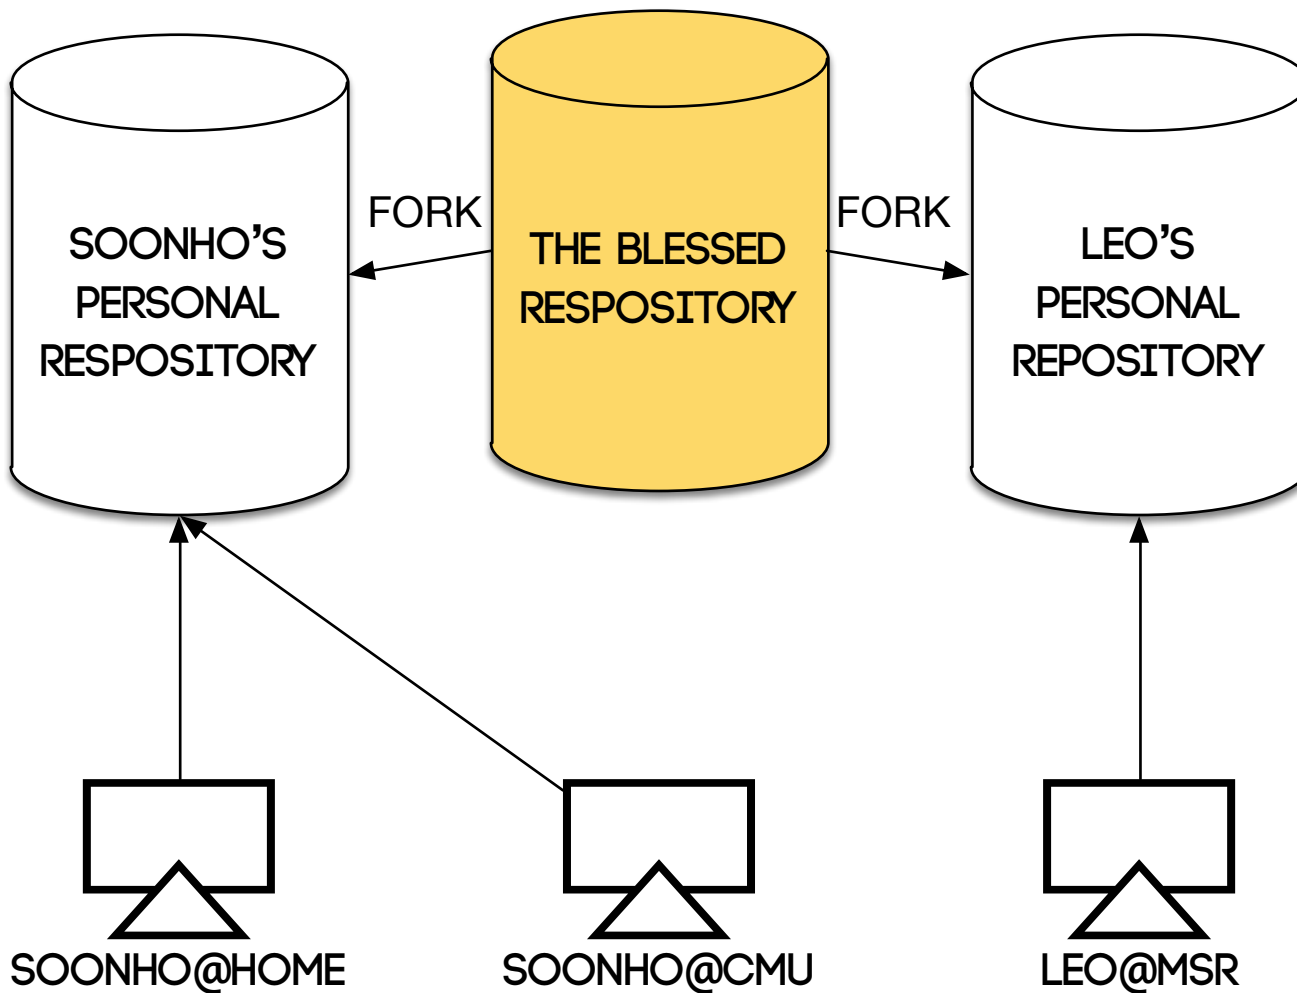 FORK
FORK
SOONHO'S
PERSONAL
RESPOSITORY
THE BLESSED
RESPOSITORY
LEO'S
PERSONAL
REPOSITORY
SOONHO@HOME
SOONHO@CMU
LEO@MSR